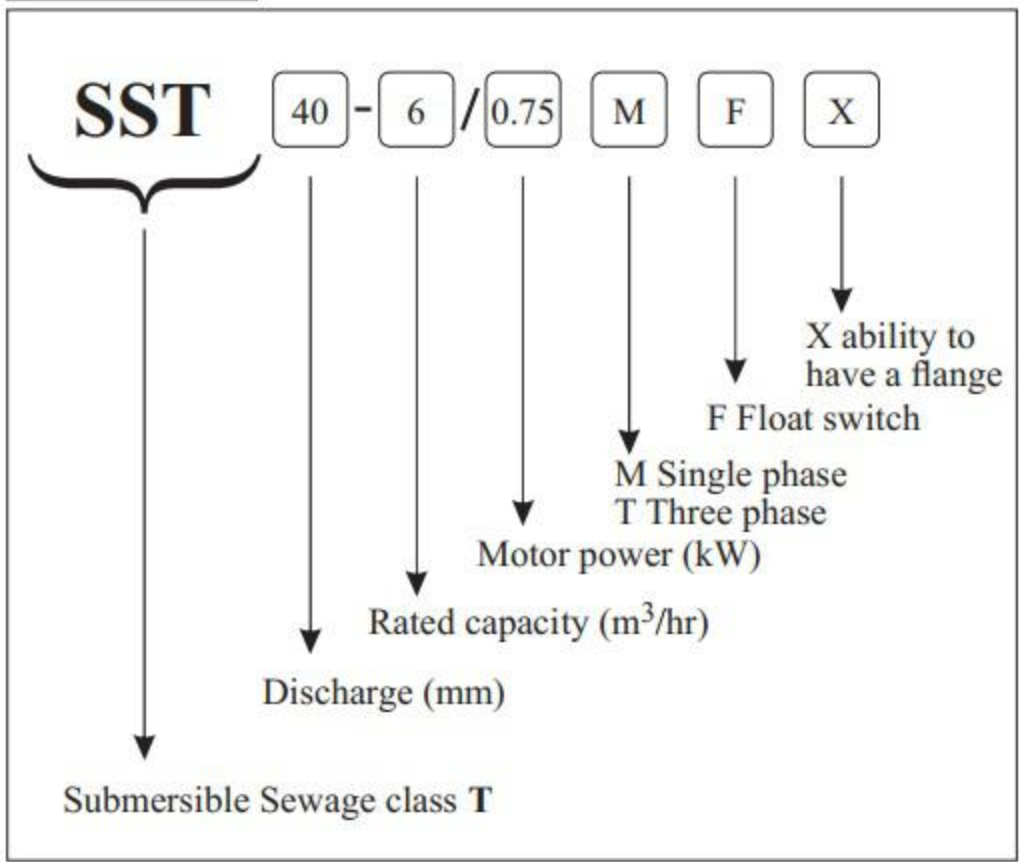 SST 40 - 6 / 0.75 M F X
X ability to
have a flange
F Float switch
M Single phase
T Three phase
Motor power (kW)
Rated capacity (m³/hr)
Discharge (mm)
Submersible Sewage class T